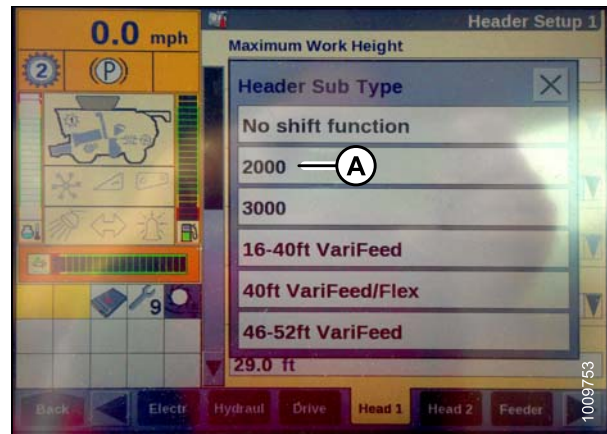 0.0 mph
Header Setup 1
Maximum Work Height
2
(P)
Header Sub Type
No shift function
2000
A
3000
16-40ft VariFeed
40ft VariFeed/Flex
46-52ft VariFeed
9
29.0 ft
Back
Electr
Hydraul
Drive
Head 1
Head 2
Feeder
1009753